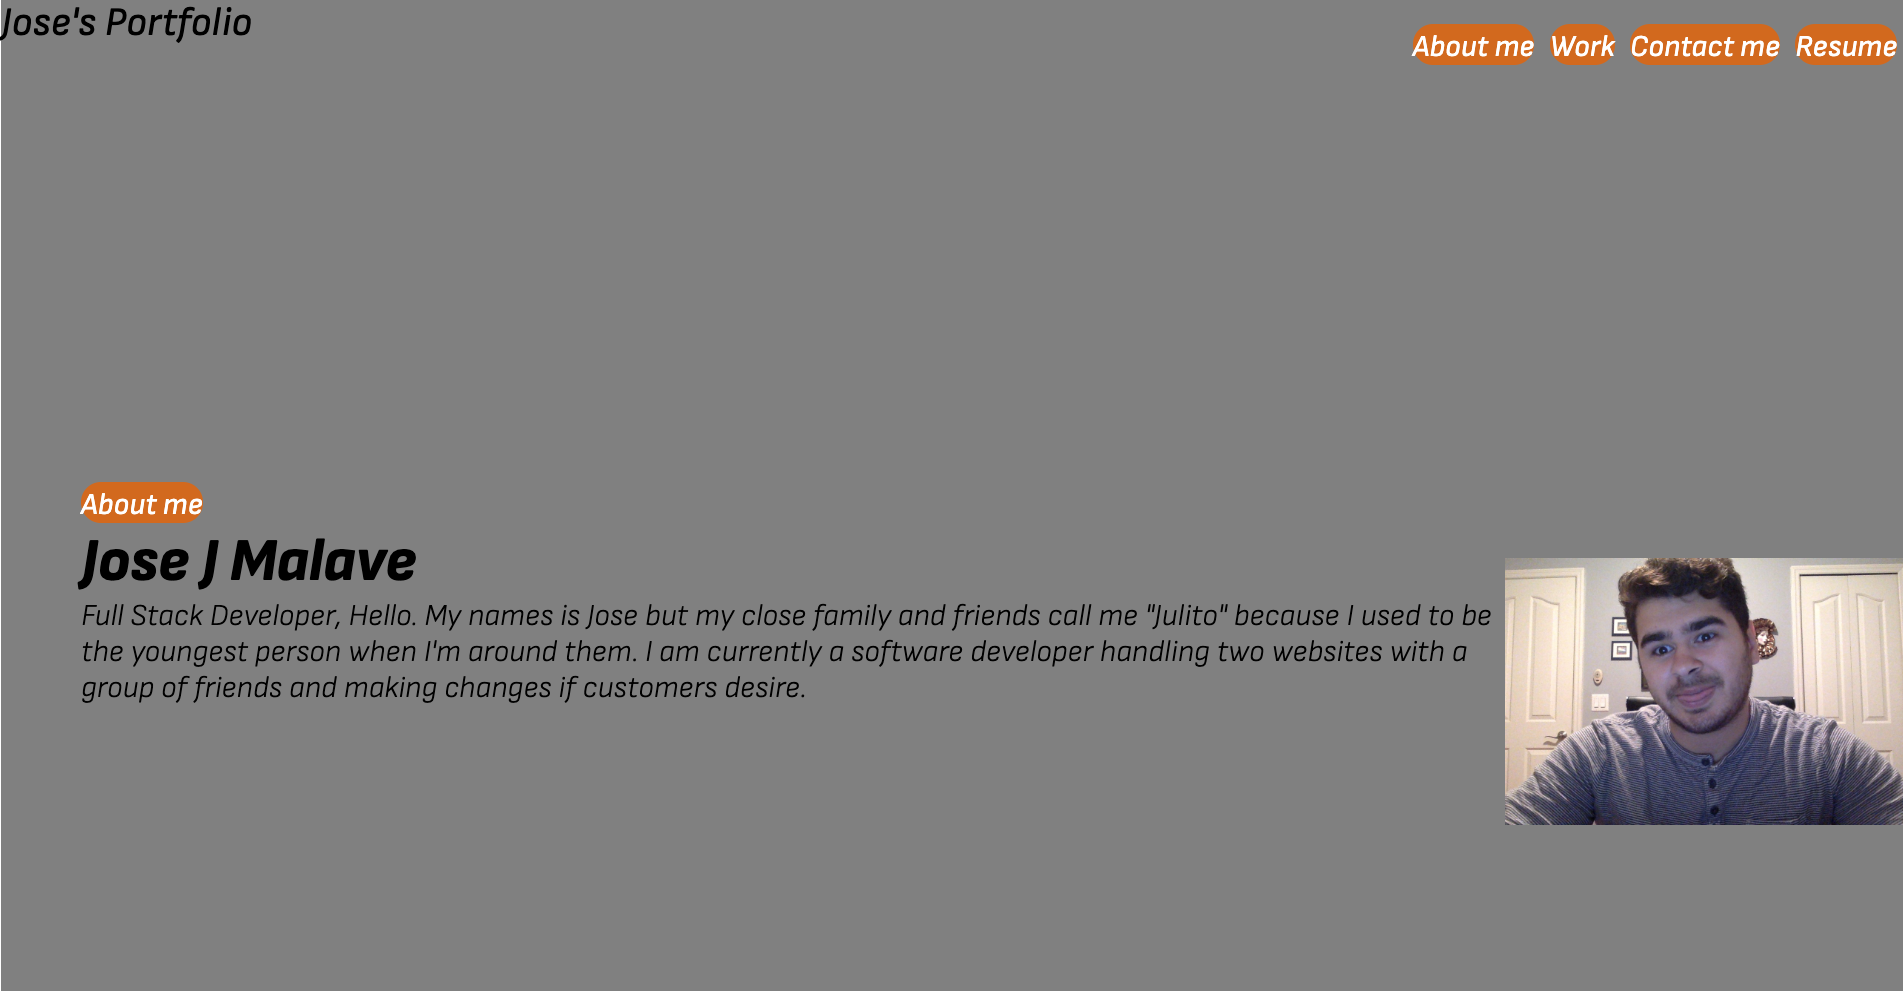 Jose's Portfolio
About me Work Contact me Resume
About me
Jose J Malave
Full Stack Developer, Hello. My names is Jose but my close family and friends call me "Julito" because I used to be
the youngest person when I'm around them. I am currently a software developer handling two websites with a
group of friends and making changes if customers desire.